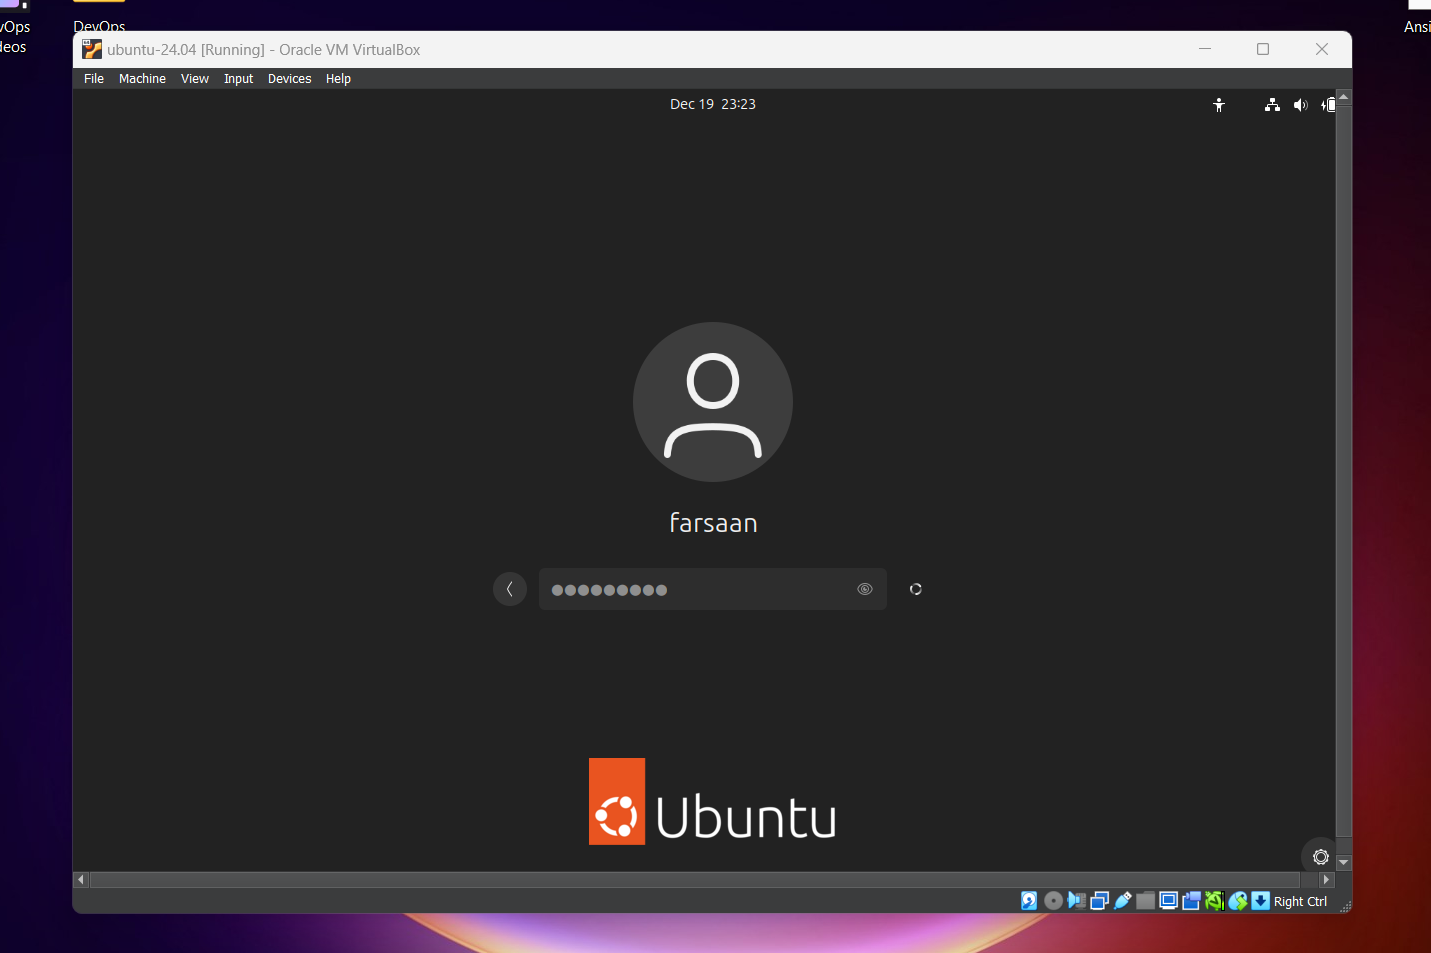 vOps
deos
DevOps
Ansi
ubuntu-24.04 [Running] - Oracle VM VirtualBox
File Machine View Input Devices Help
Dec 19 23:23
farsaan
Ubuntu
Right Ctrl